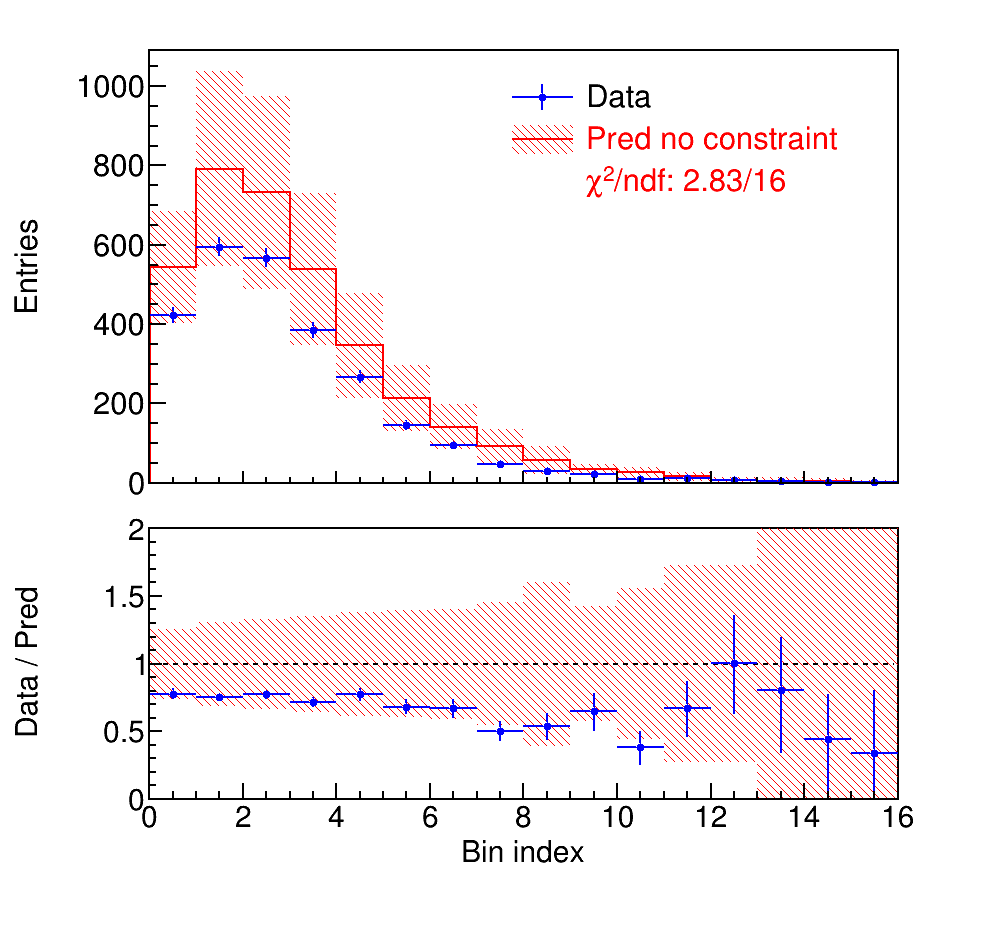 1000
800
600
400
200
0
Entries
Data
Pred no constraint
χ²/ndf: 2.83/16
2
1.5
1
0.5
0
Data / Pred
0 2 4 6 8 10 12 14 16
Bin index